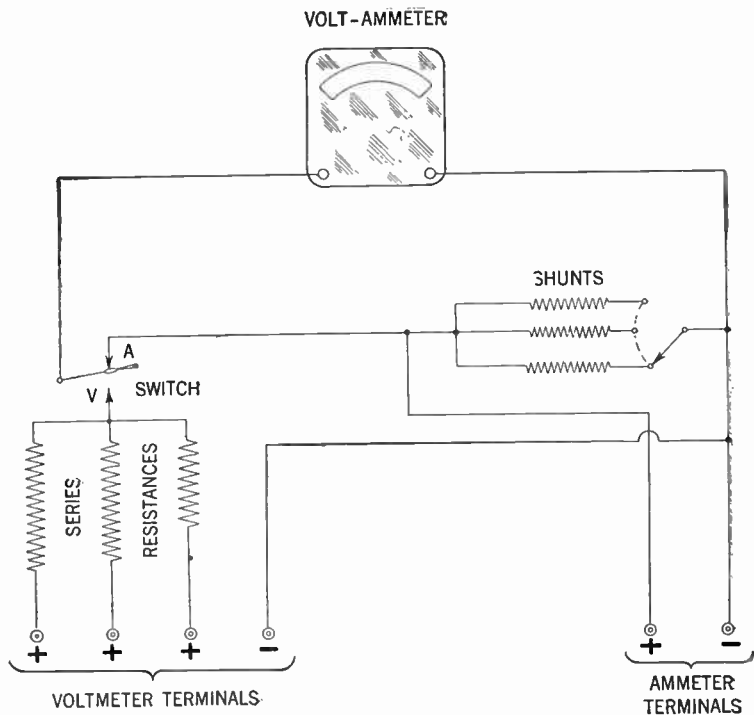 VOLT-AMMETER
SHUNTS
A
V SWITCH
SERIES
RESISTANCES
+ + + - + -
VOLTMETER TERMINALS
AMMETER
TERMINALS